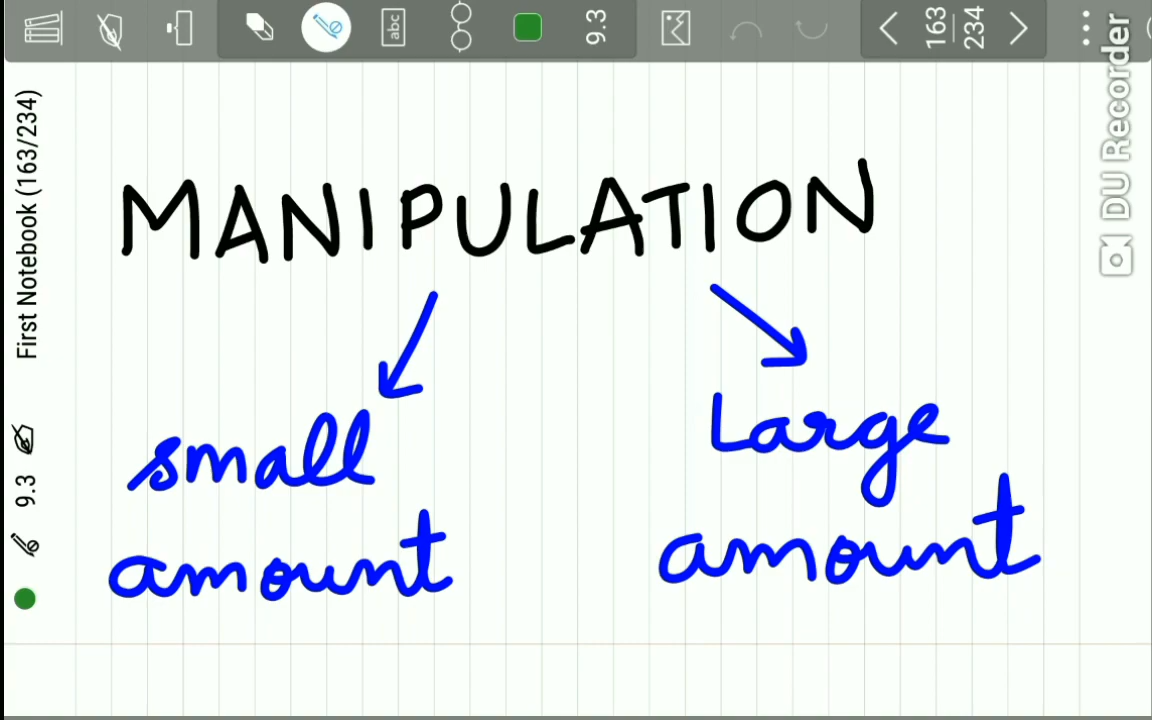 abc
9.3
163
234
DU Recorder
First Notebook (163/234)
9.3
MANIPULATION
small
amount
Large
amount